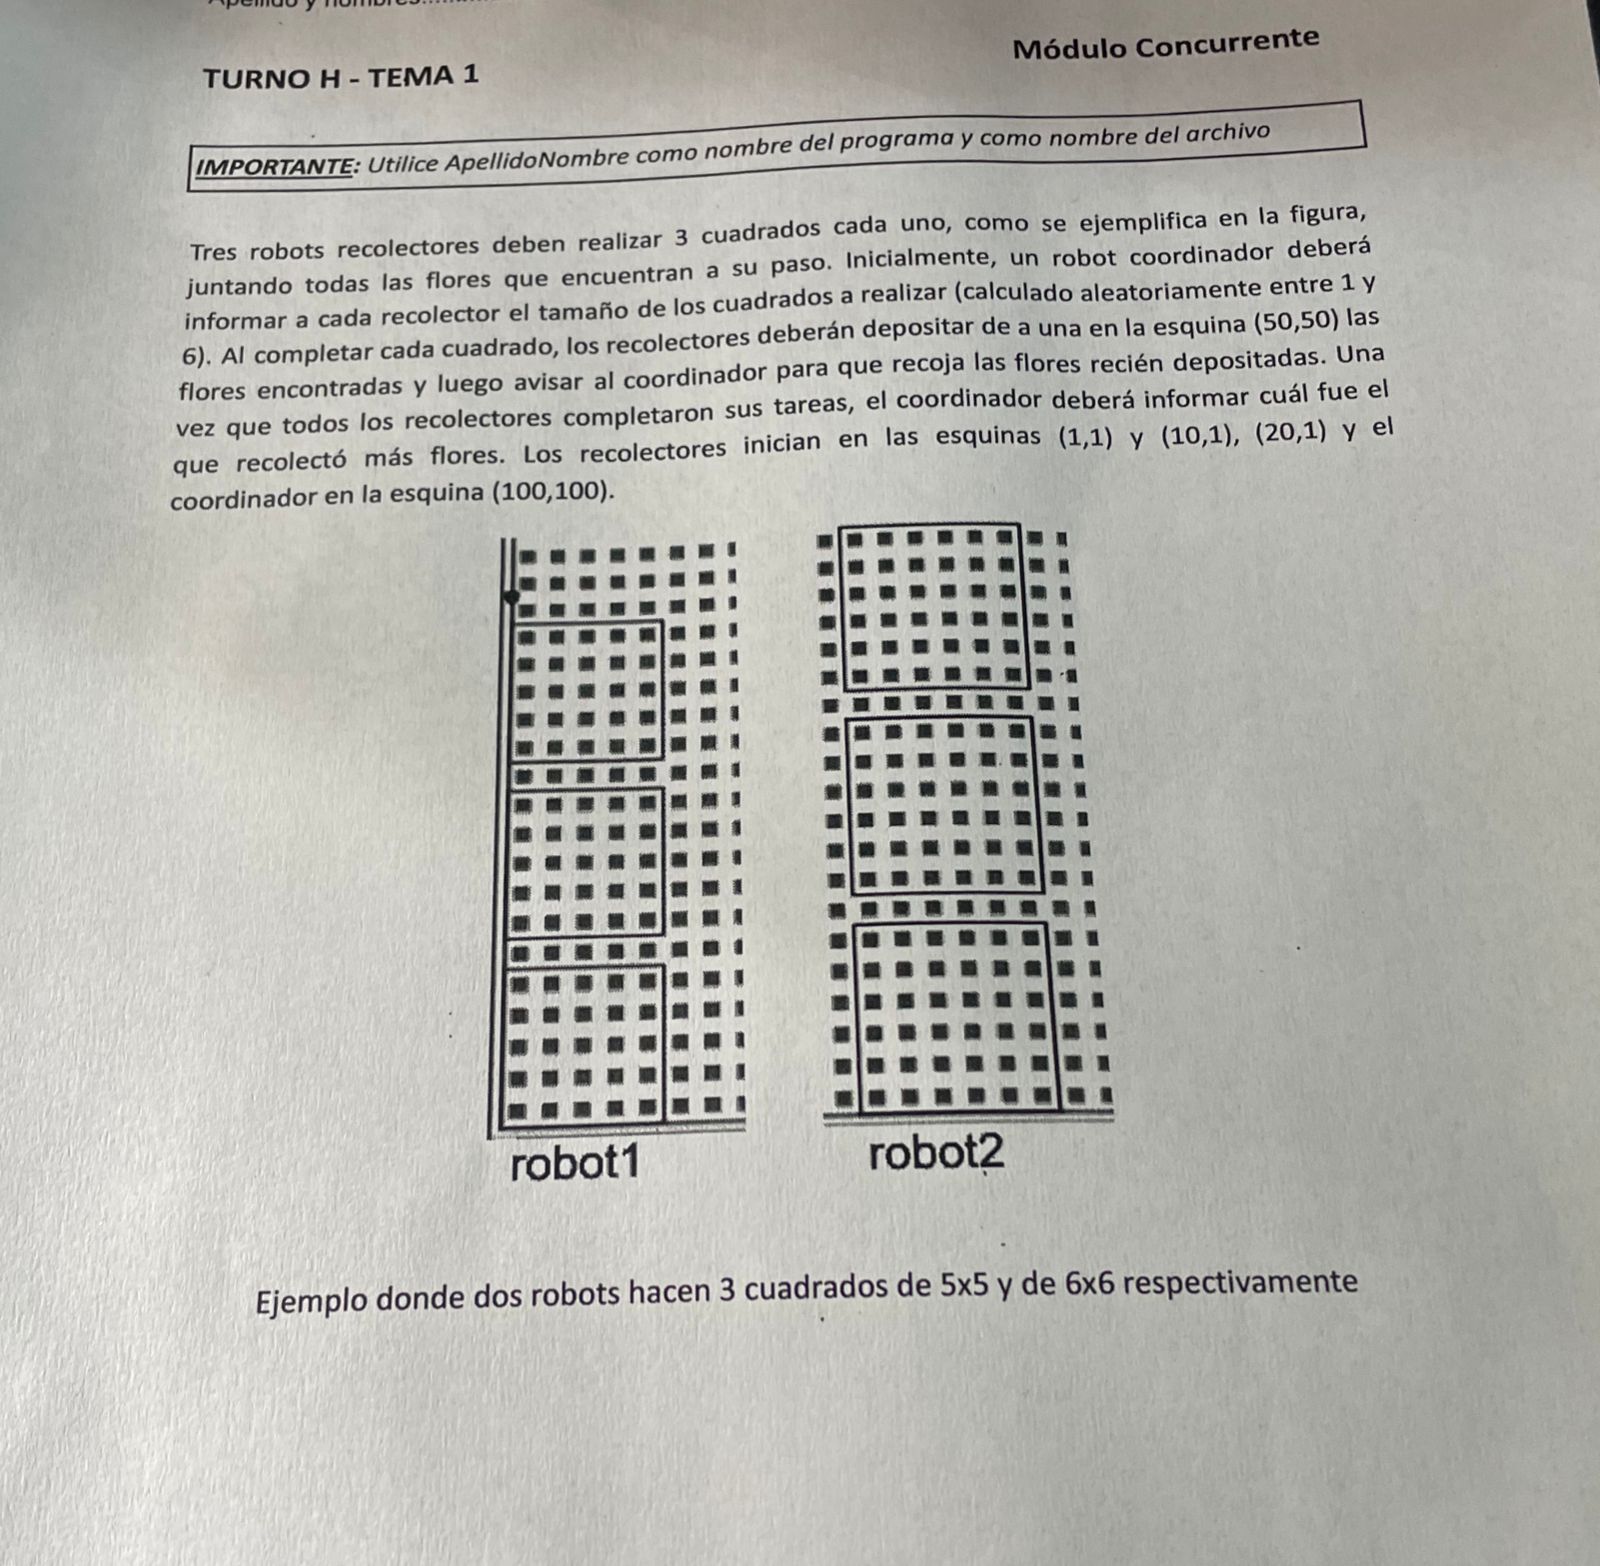 TURNO H - TEMA 1
Módulo Concurrente
IMPORTANTE: Utilice ApellidoNombre como nombre del programa y como nombre del archivo
Tres robots recolectores deben realizar 3 cuadrados cada uno, como se ejemplifica en la figura,
juntando todas las flores que encuentran a su paso. Inicialmente, un robot coordinador deberá
informar a cada recolector el tamaño de los cuadrados a realizar (calculado aleatoriamente entre 1 y
6). Al completar cada cuadrado, los recolectores deberán depositar de a una en la esquina (50,50) las
flores encontradas y luego avisar al coordinador para que recoja las flores recién depositadas. Una
vez que todos los recolectores completaron sus tareas, el coordinador deberá informar cuál fue el
que recolectó más flores. Los recolectores inician en las esquinas (1,1) y (10,1), (20,1) y el
coordinador en la esquina (100,100).
robot1
robot2
Ejemplo donde dos robots hacen 3 cuadrados de 5x5 y de 6x6 respectivamente